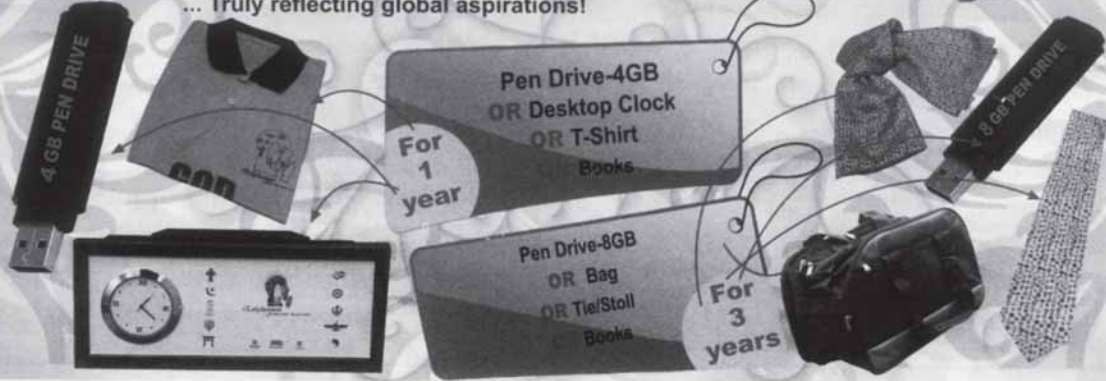 ... Truly reflecting global aspirations!
4 GB PEN DRIVE
GOD
Pen Drive-4GB
OR Desktop Clock
OR T-Shirt
Books
For
1
year
8 GB PEN DRIVE
Pen Drive-8GB
OR Bag
OR Tie/Stoll
Books
For
3
years